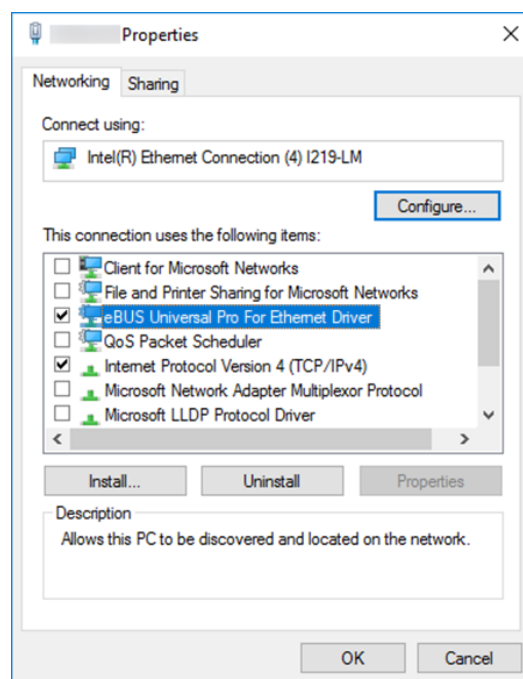 Properties
Networking Sharing
Connect using:
Intel(R) Ethernet Connection (4) I219-LM
Configure...
This connection uses the following items:
Client for Microsoft Networks
File and Printer Sharing for Microsoft Networks
eBUS Universal Pro For Ethernet Driver
QoS Packet Scheduler
Internet Protocol Version 4 (TCP/IPv4)
Microsoft Network Adapter Multiplexor Protocol
Microsoft LLDP Protocol Driver
Install... Uninstall Properties
Description
Allows this PC to be discovered and located on the network.
OK Cancel